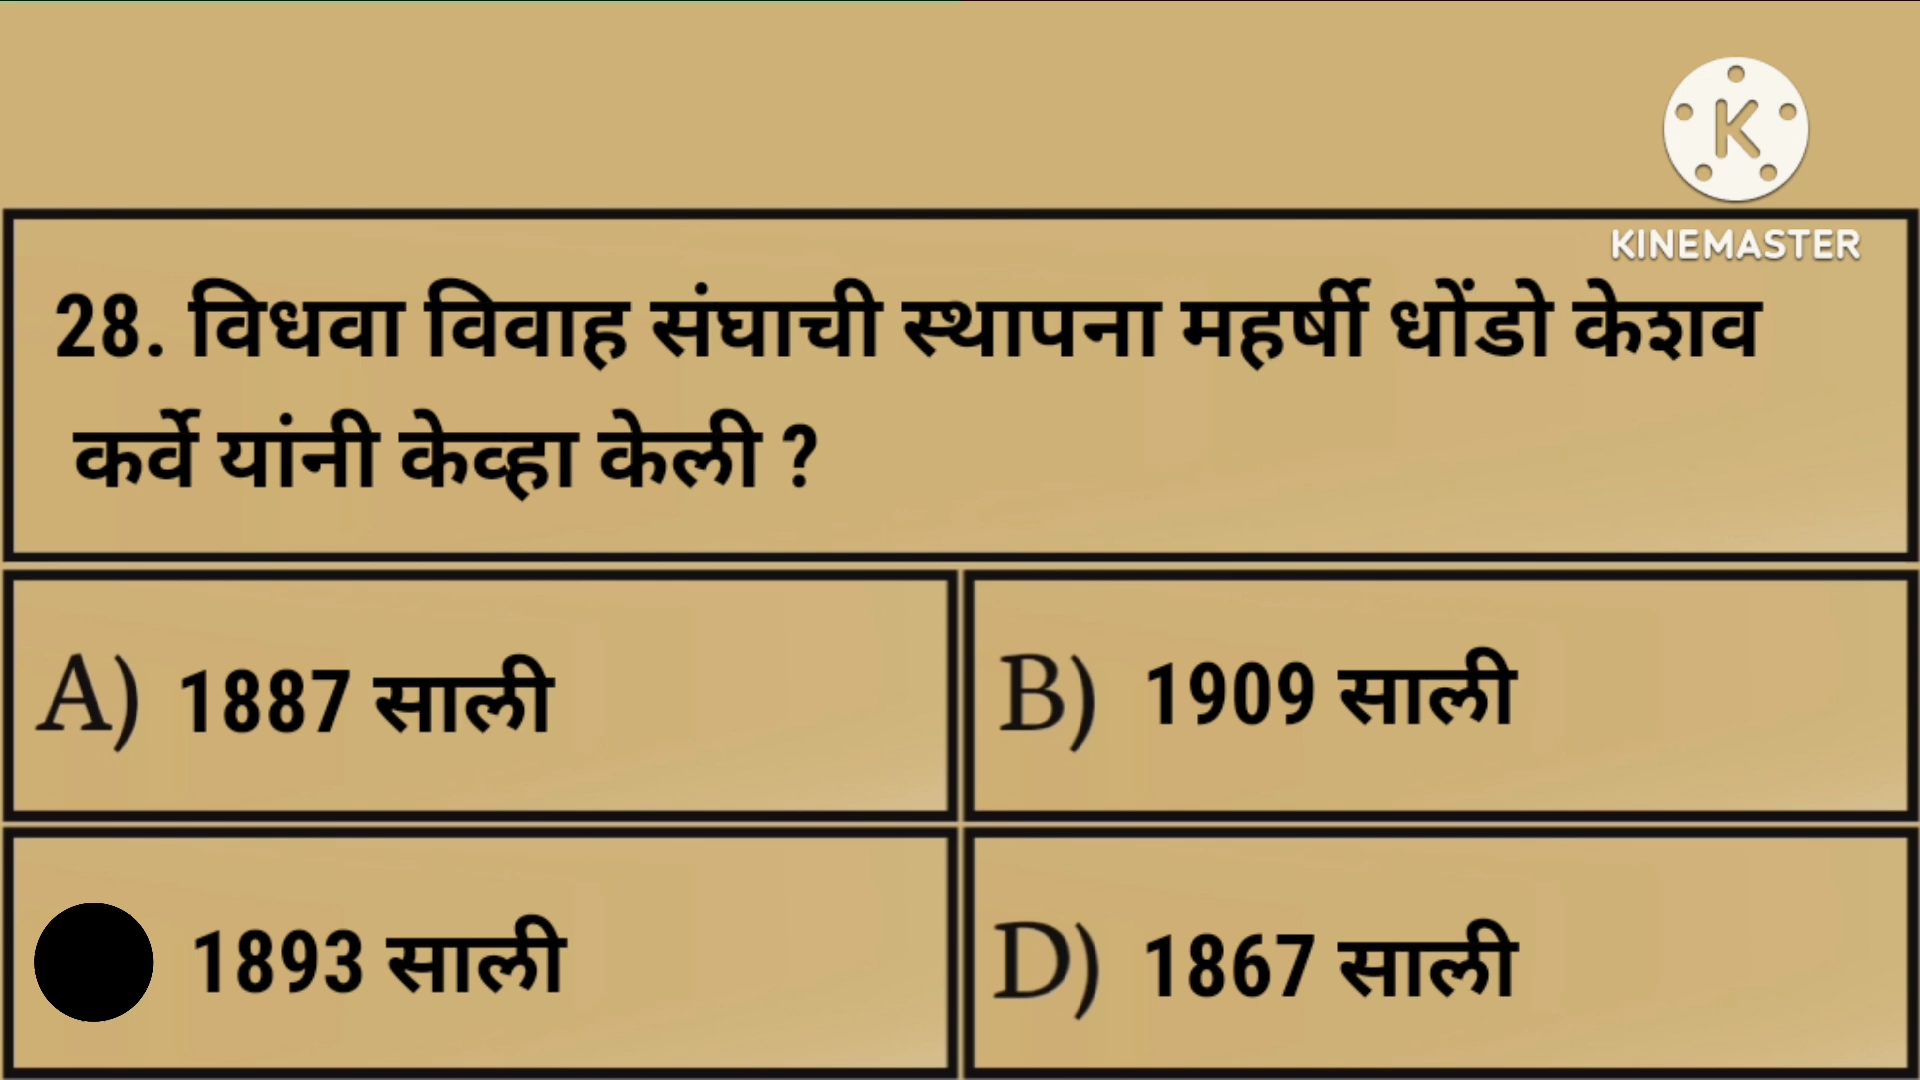 KINEMASTER
28. विधवा विवाह संघाची स्थापना महर्षी धोंडो केशव
कर्वे यांनी केव्हा केली ?
A) 1887 साली
B) 1909 साली
1893 साली
D) 1867 साली